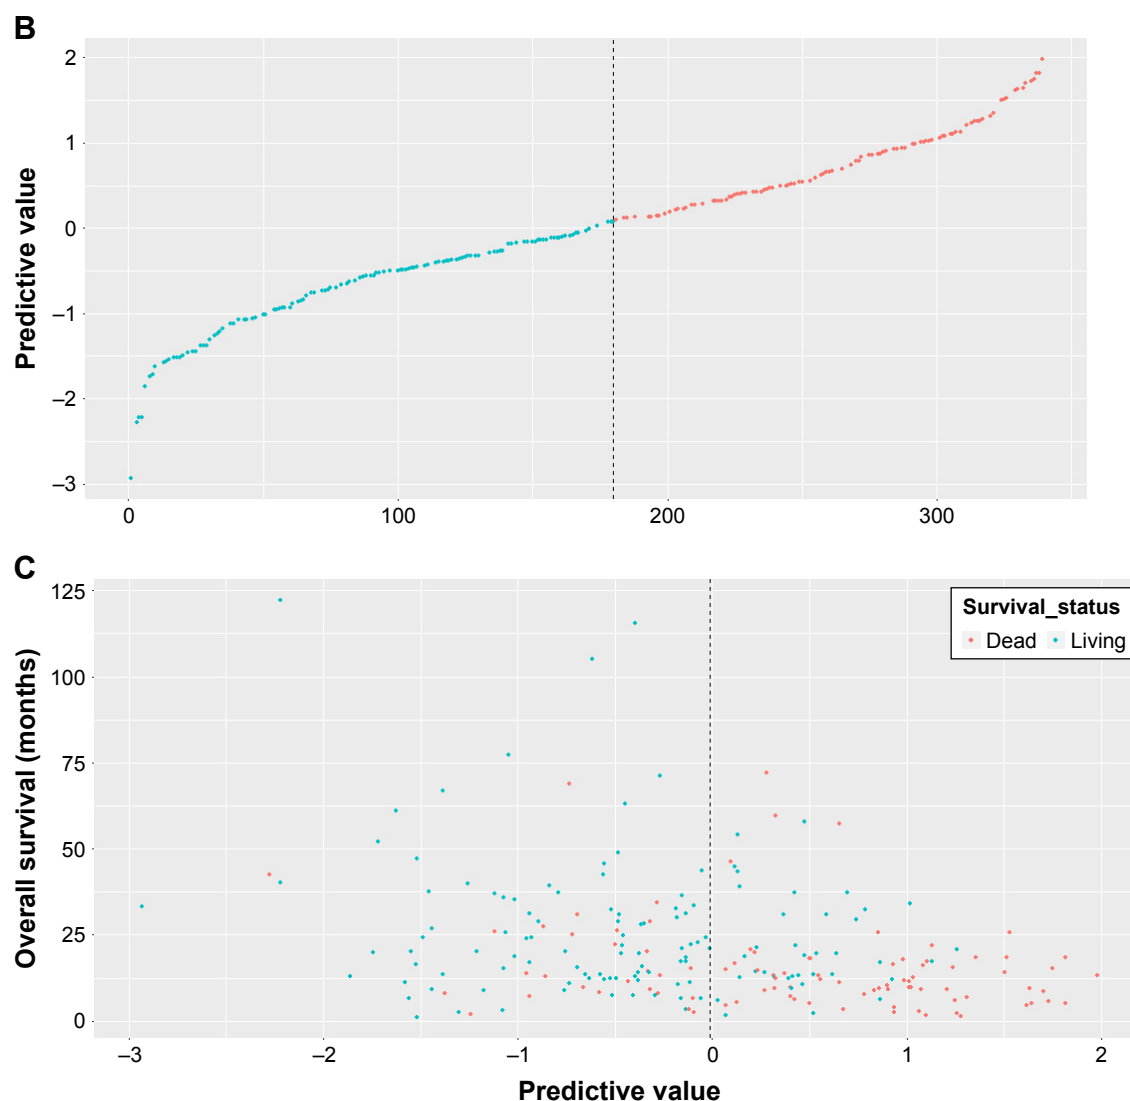 B
Predictive value
2
1
0
–1
–2
–3
0 100 200 300
C
Overall survival (months)
125
100
75
50
25
0
Survival_status
Dead Living
–3 –2 –1 0 1 2
Predictive value